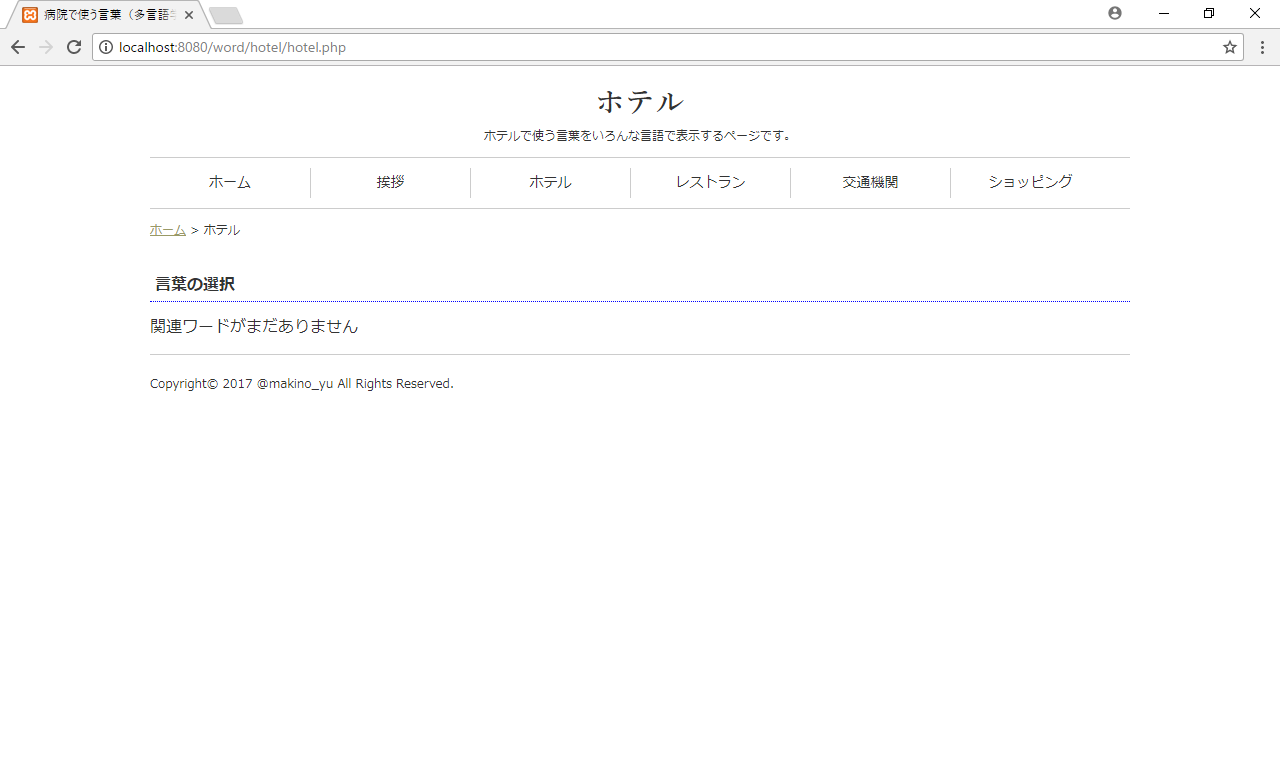 病院で使う言葉（多言語
localhost:8080/word/hotel/hotel.php
ホテル
ホテルで使う言葉をいろんな言語で表示するページです。
ホーム 挨拶 ホテル レストラン 交通機関 ショッピング
ホーム > ホテル
言葉の選択
関連ワードがまだありません
Copyright© 2017 @makino_yu All Rights Reserved.